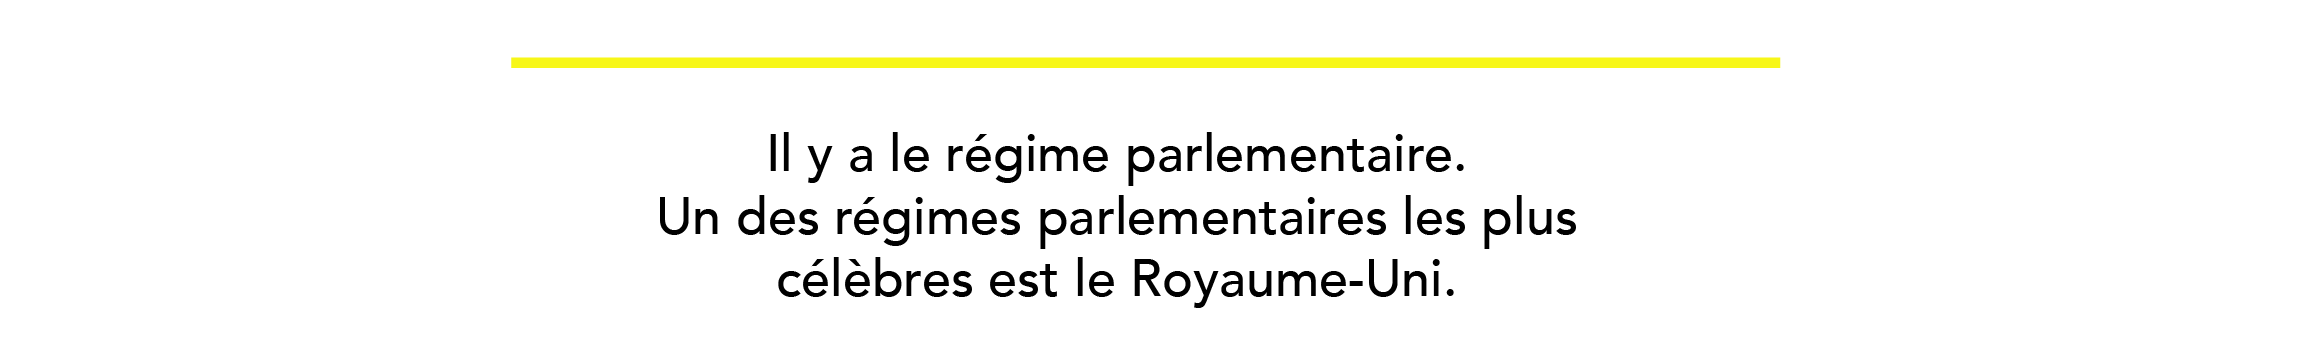 Il y a le régime parlementaire.
Un des régimes parlementaires les plus
célèbres est le Royaume-Uni.